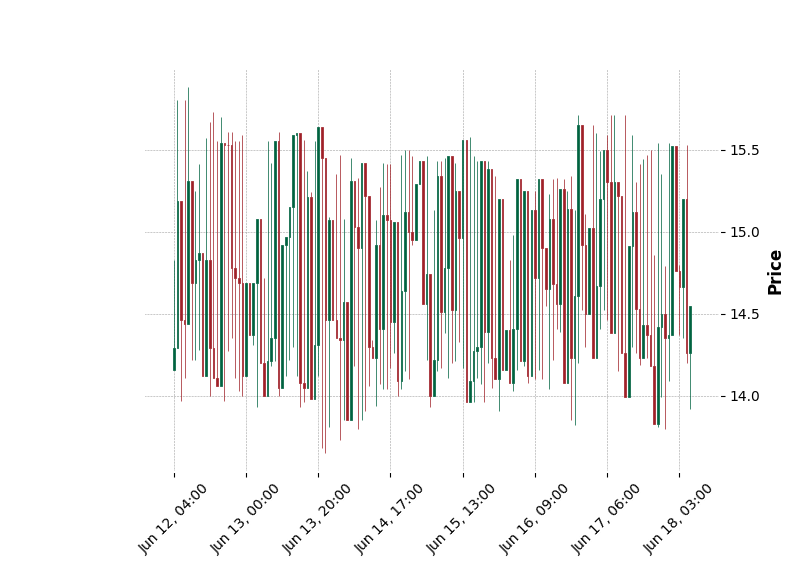 15.5
15.0
14.5
14.0
Price
Jun 12, 04:00
Jun 13, 00:00
Jun 13, 20:00
Jun 14, 17:00
Jun 15, 13:00
Jun 16, 09:00
Jun 17, 06:00
Jun 18, 03:00